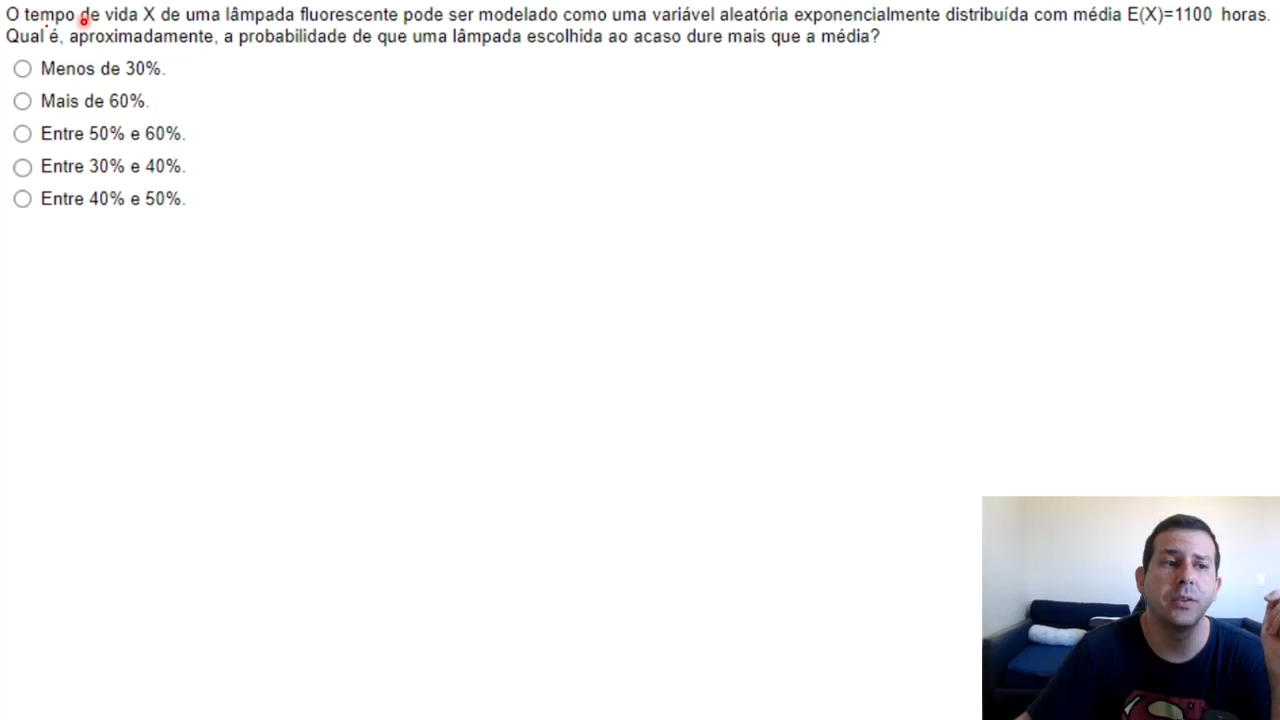 O tempo de vida X de uma lâmpada fluorescente pode ser modelado como uma variável aleatória exponencialmente distribuída com média E(X)=1100 horas.
Qual é, aproximadamente, a probabilidade de que uma lâmpada escolhida ao acaso dure mais que a média?
Menos de 30%.
Mais de 60%.
Entre 50% e 60%.
Entre 30% e 40%.
Entre 40% e 50%.